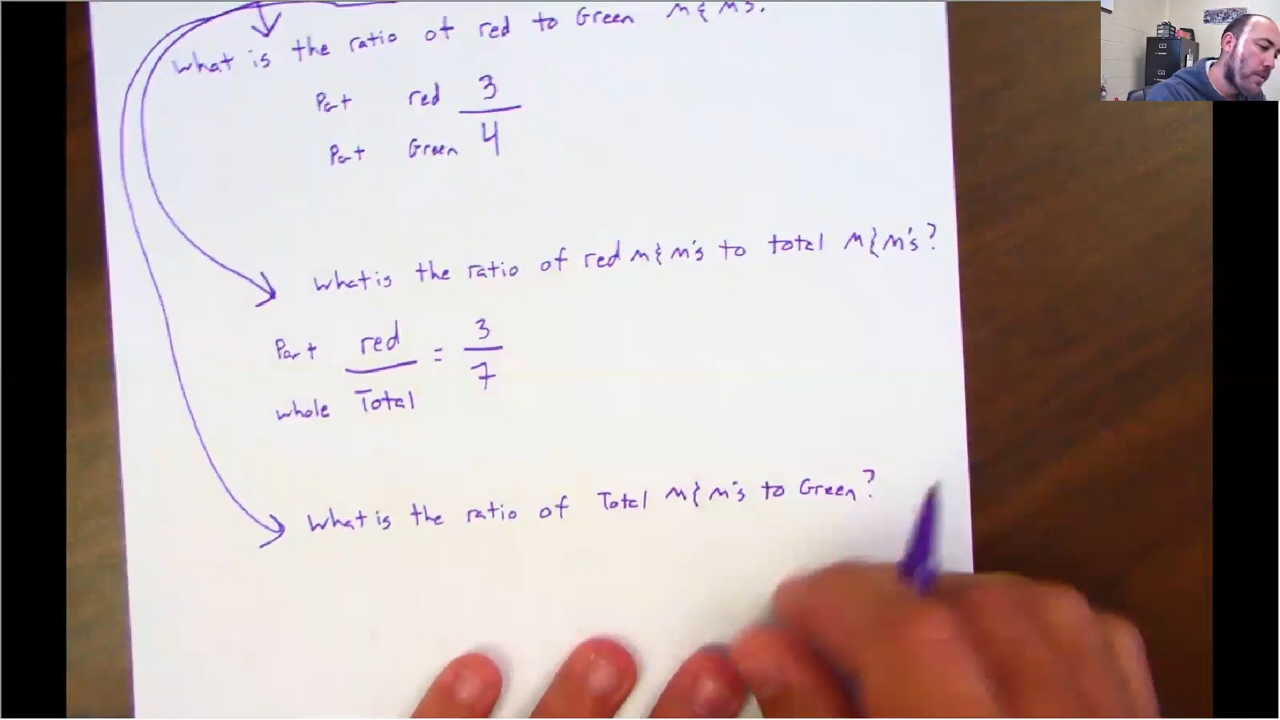 What is the ratio of red to Green M&Ms.
Part red 3
Part Green 4
What is the ratio of red M&M's to total M&M's?
Part red = 3
whole Total 7
What is the ratio of Total M&M's to Green?